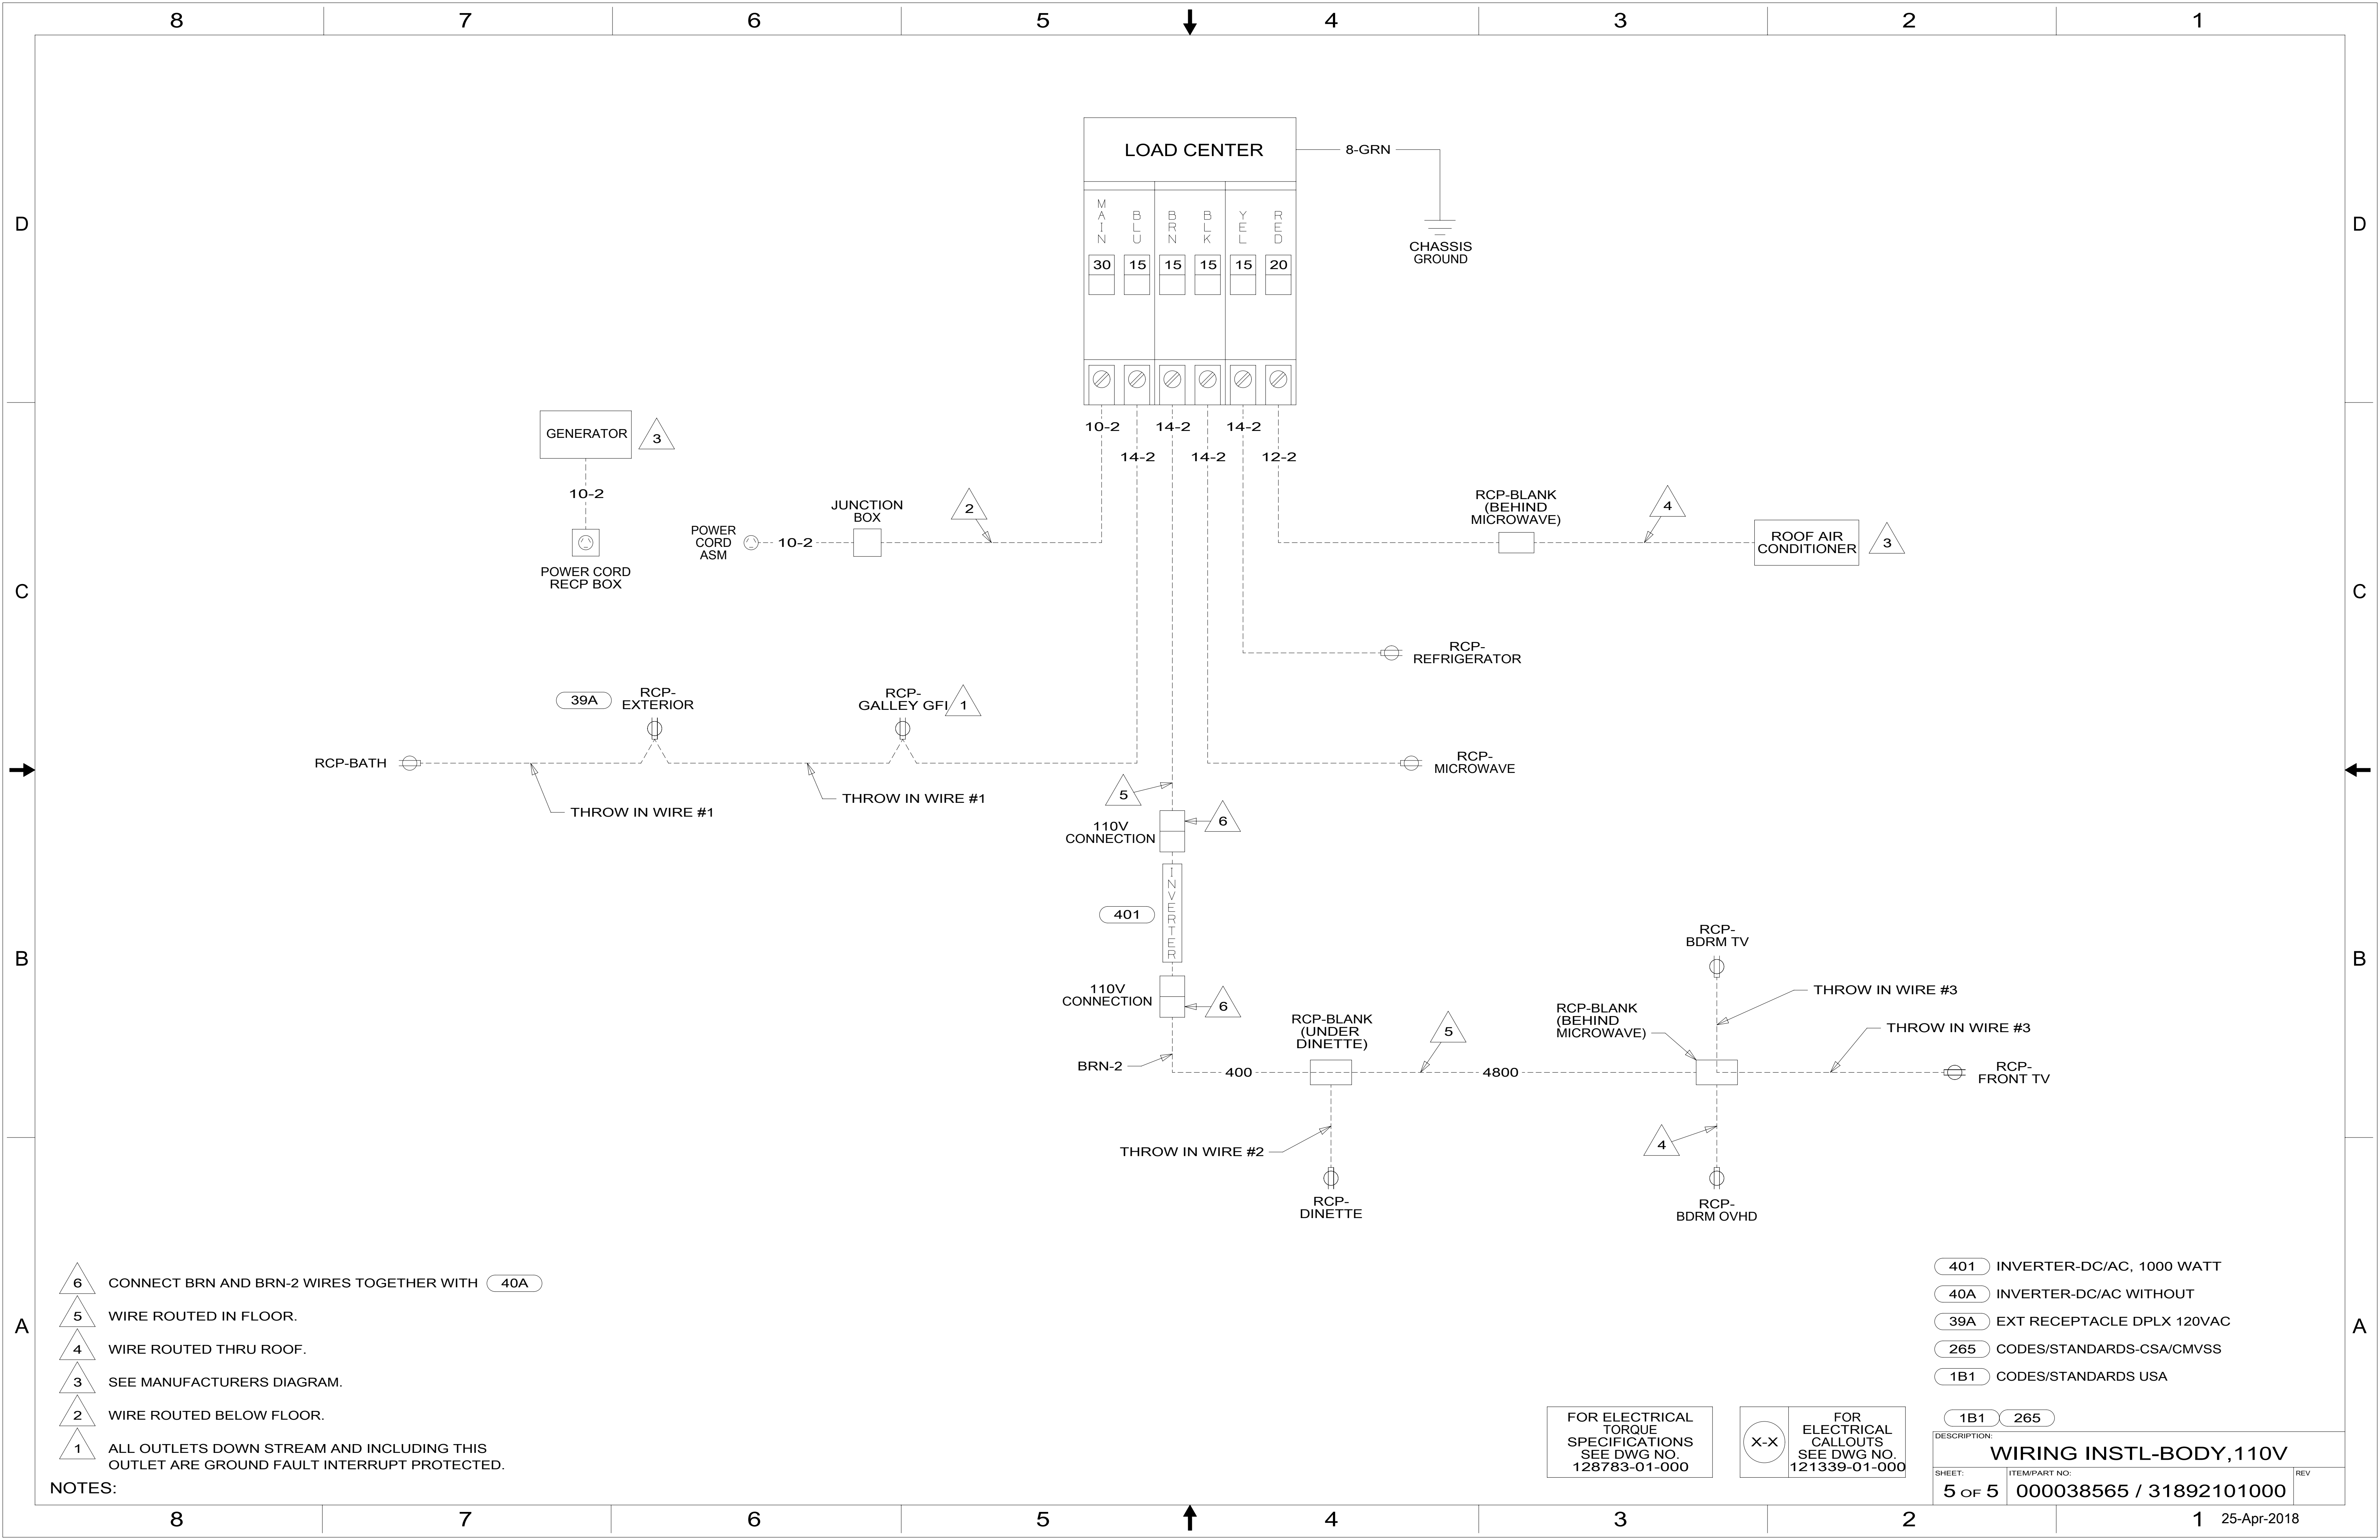 8 7 6 5 4 3 2 1
LOAD CENTER
8-GRN
CHASSIS
GROUND
MAIN BLU BRN BLK YEL RED
30 15 15 15 15 20
D D
10-2 14-2 14-2
14-2 14-2 12-2
GENERATOR
3
10-2
POWER CORD
RECP BOX
POWER
CORD
ASM
10-2
JUNCTION
BOX
2
RCP-BLANK
(BEHIND
MICROWAVE)
4
ROOF AIR
CONDITIONER
3
C C
RCP-
REFRIGERATOR
39A
RCP-
EXTERIOR
RCP-
GALLEY GFI
1
RCP-BATH
THROW IN WIRE #1
THROW IN WIRE #1
RCP-
MICROWAVE
5
110V
CONNECTION
6
INVERTER
401
110V
CONNECTION
6
BRN-2
400
RCP-BLANK
(UNDER
DINETTE)
5
4800
RCP-BLANK
(BEHIND
MICROWAVE)
RCP-
BDRM TV
THROW IN WIRE #3
THROW IN WIRE #3
RCP-
FRONT TV
B B
THROW IN WIRE #2
RCP-
DINETTE
4
RCP-
BDRM OVHD
6 CONNECT BRN AND BRN-2 WIRES TOGETHER WITH 40A
5 WIRE ROUTED IN FLOOR.
4 WIRE ROUTED THRU ROOF.
3 SEE MANUFACTURERS DIAGRAM.
2 WIRE ROUTED BELOW FLOOR.
1 ALL OUTLETS DOWN STREAM AND INCLUDING THIS
OUTLET ARE GROUND FAULT INTERRUPT PROTECTED.
NOTES:
A A
401 INVERTER-DC/AC, 1000 WATT
40A INVERTER-DC/AC WITHOUT
39A EXT RECEPTACLE DPLX 120VAC
265 CODES/STANDARDS-CSA/CMVSS
1B1 CODES/STANDARDS USA
FOR ELECTRICAL
TORQUE
SPECIFICATIONS
SEE DWG NO.
128783-01-000
X-X
FOR
ELECTRICAL
CALLOUTS
SEE DWG NO.
121339-01-000
1B1 265
DESCRIPTION:
WIRING INSTL-BODY,110V
SHEET:
5 OF 5
ITEM/PART NO:
000038565 / 31892101000
REV
8 7 6 5 4 3 2 1
25-Apr-2018